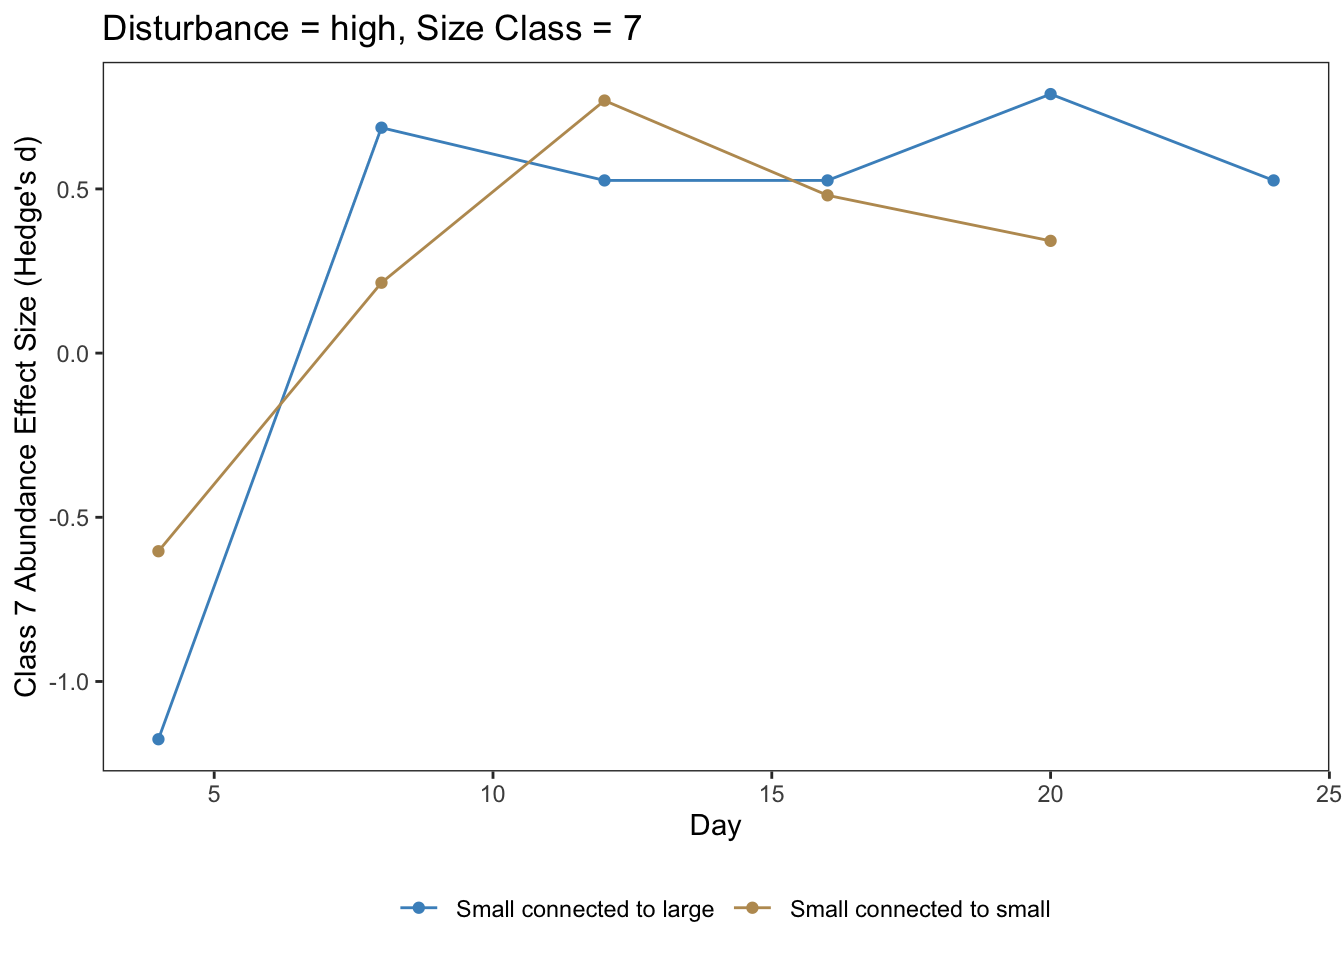 Disturbance = high, Size Class = 7
Class 7 Abundance Effect Size (Hedge's d)
0.5
0.0
-0.5
-1.0
5 10 15 20 25
Day
Small connected to large Small connected to small